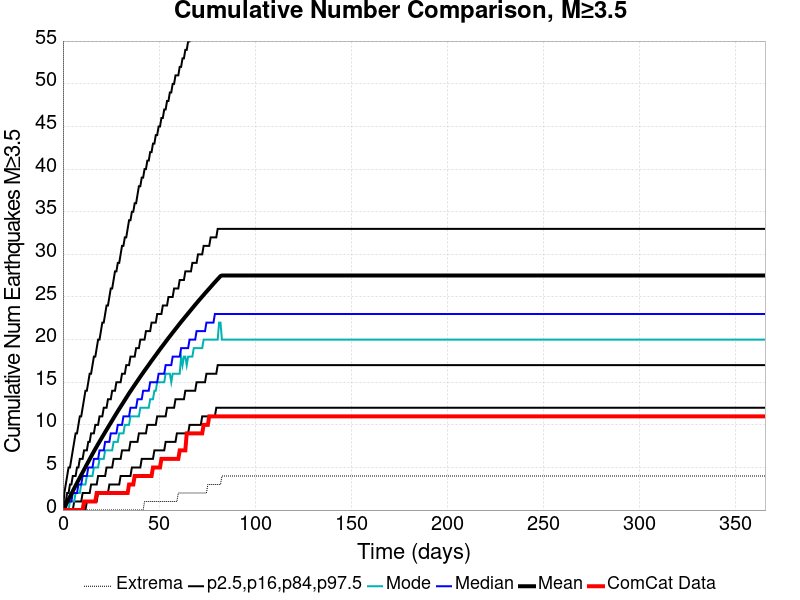 Cumulative Number Comparison, M≥3.5
Cumulative Num Earthquakes M≥3.5
55
50
45
40
35
30
25
20
15
10
5
0
0 50 100 150 200 250 300 350
Time (days)
Extrema p2.5,p16,p84,p97.5 Mode Median Mean ComCat Data